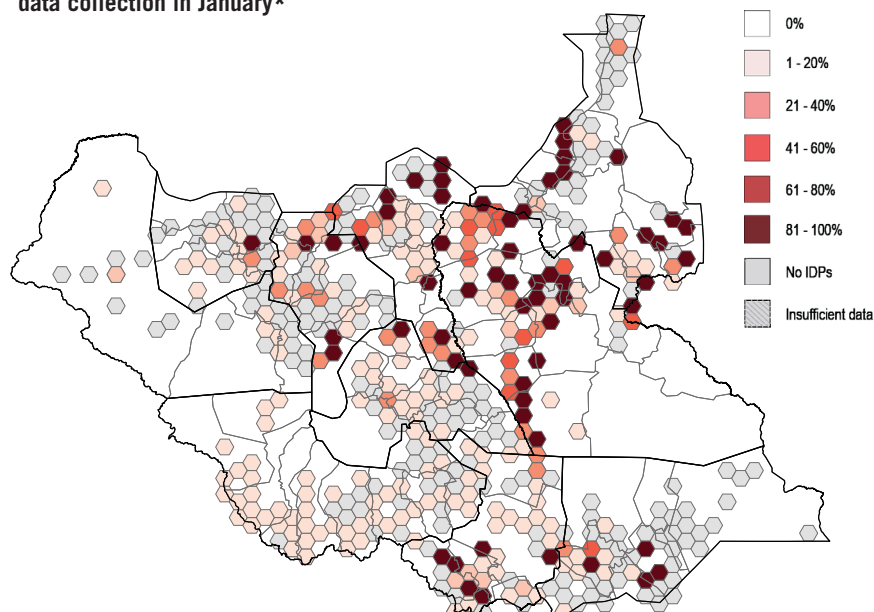 data collection in January*
0%
1 - 20%
21 - 40%
41 - 60%
61 - 80%
81 - 100%
No IDPs
Insufficient data